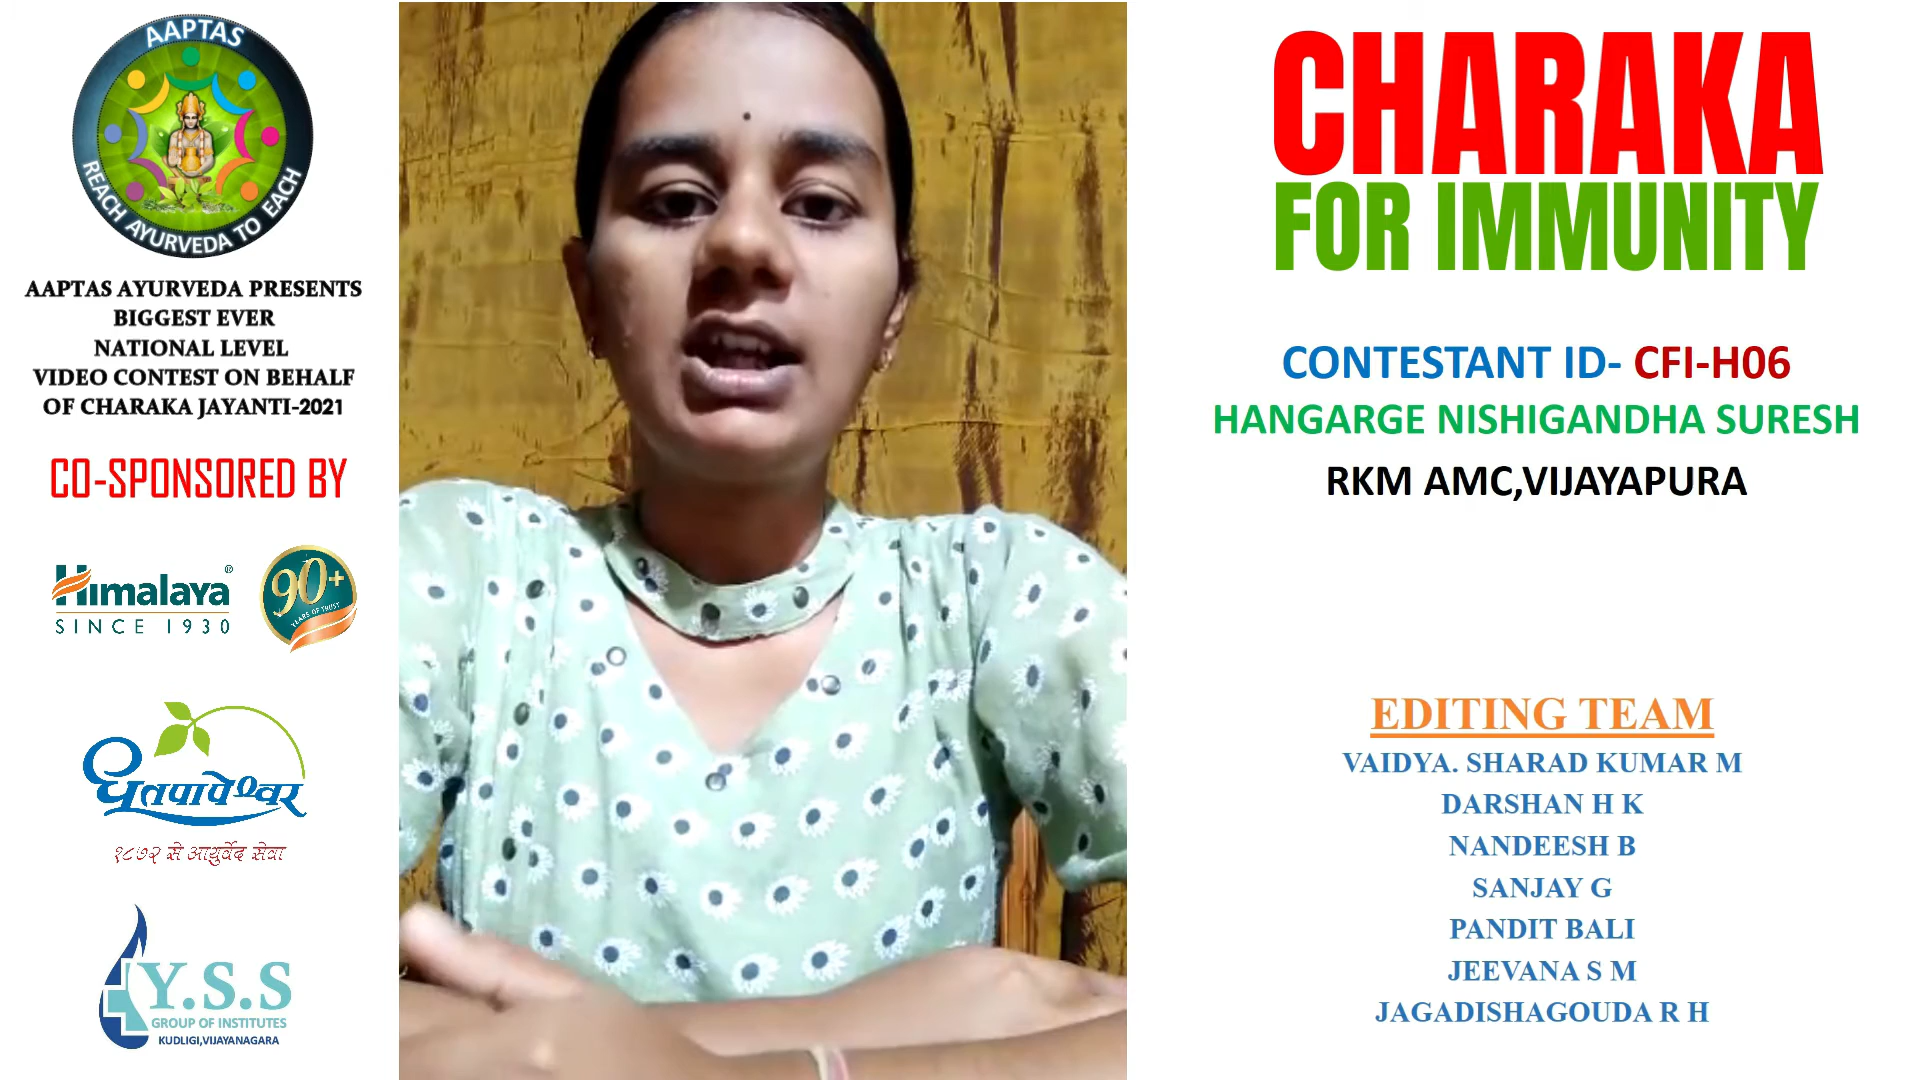 AAPTAS
REACH AYURVEDA TO EACH
AAPTAS AYURVEDA PRESENTS
BIGGEST EVER
NATIONAL LEVEL
VIDEO CONTEST ON BEHALF
OF CHARAKA JAYANTI-2021
CO-SPONSORED BY
Himalaya®
SINCE 1930
90+
YEARS OF TRUST
धूतपापेश्वर
१८७२ से आयुर्वेद सेवा
Y.S.S
GROUP OF INSTITUTES
KUDLIGI,VIJAYANAGARA
CHARAKA
FOR IMMUNITY
CONTESTANT ID- CFI-H06
HANGARGE NISHIGANDHA SURESH
RKM AMC,VIJAYAPURA
EDITING TEAM
VAIDYA. SHARAD KUMAR M
DARSHAN H K
NANDEESH B
SANJAY G
PANDIT BALI
JEEVANA S M
JAGADISHAGOUDA R H